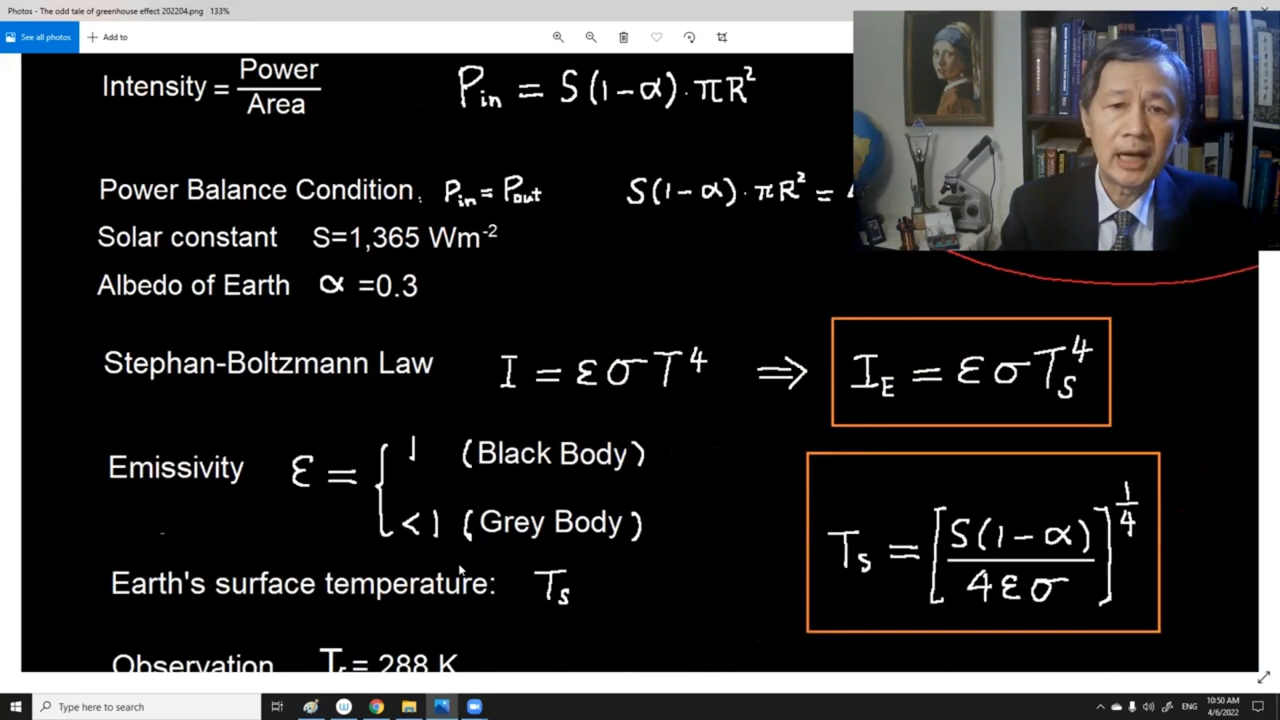 Photos - The odd tale of greenhouse effect 202204.png   133%
See all photos
Add to
Intensity = Power / Area
P_in = S(1-α)·πR²
Power Balance Condition. P_in = P_out
S(1-α)·πR² =
Solar constant S=1,365 Wm⁻²
Albedo of Earth α =0.3
Stephan-Boltzmann Law I = εσT⁴ ⇒ I_E = εσT_S⁴
Emissivity ε = { 1 (Black Body)
< 1 (Grey Body)
T_S = [S(1-α) / 4εσ]^(1/4)
Earth's surface temperature: T_S
Observation T_S = 288 K
Type here to search
ENG
10:50 AM
4/6/2022